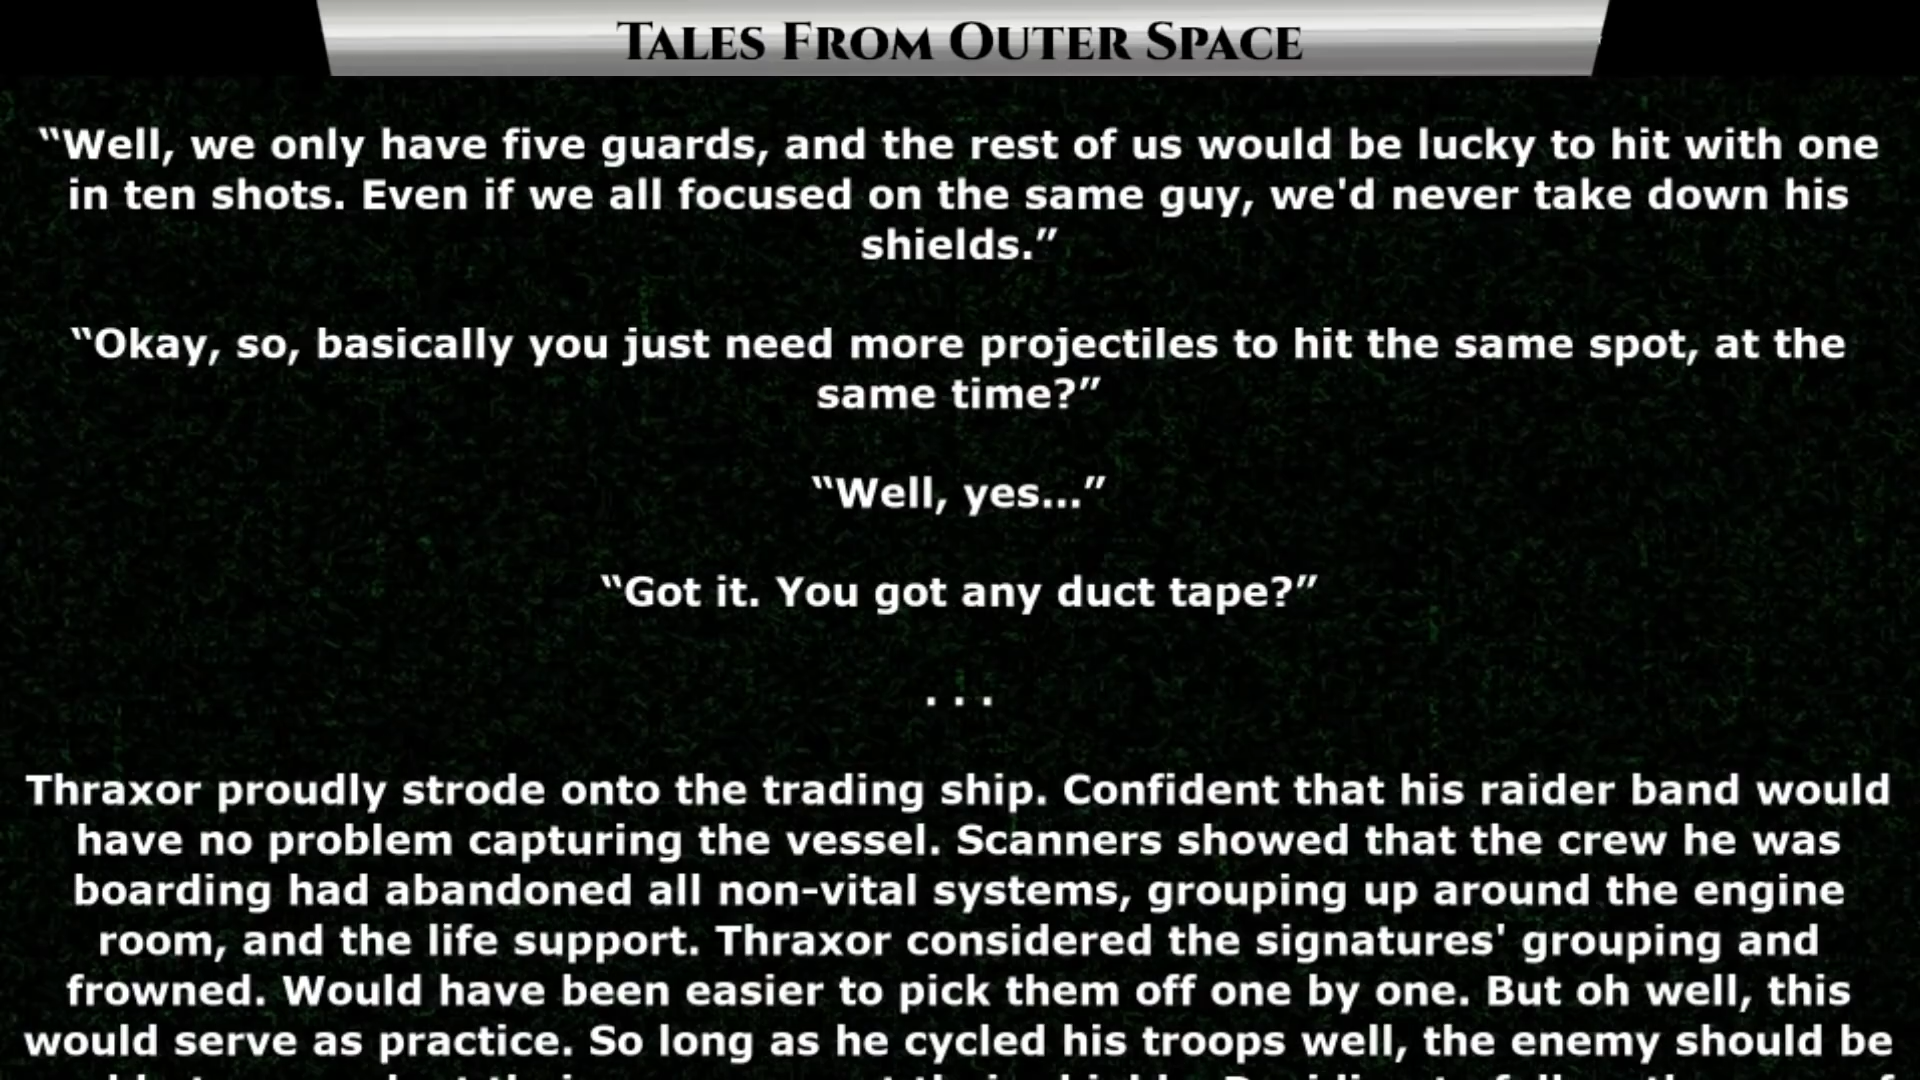 Tales From Outer Space
“Well, we only have five guards, and the rest of us would be lucky to hit with one
in ten shots. Even if we all focused on the same guy, we'd never take down his
shields.”
“Okay, so, basically you just need more projectiles to hit the same spot, at the
same time?”
“Well, yes...”
“Got it. You got any duct tape?”
. . .
Thraxor proudly strode onto the trading ship. Confident that his raider band would
have no problem capturing the vessel. Scanners showed that the crew he was
boarding had abandoned all non-vital systems, grouping up around the engine
room, and the life support. Thraxor considered the signatures' grouping and
frowned. Would have been easier to pick them off one by one. But oh well, this
would serve as practice. So long as he cycled his troops well, the enemy should be